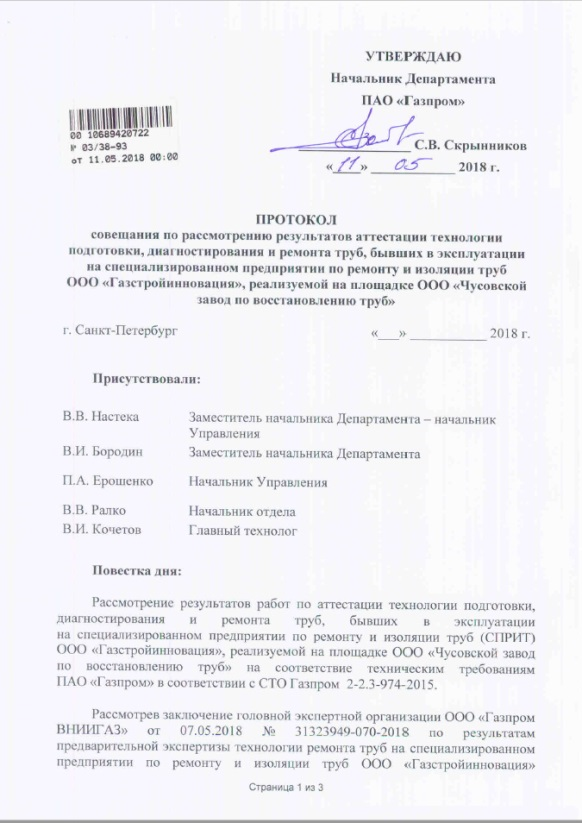 УТВЕРЖДАЮ
Начальник Департамента
ПАО «Газпром»
С.В. Скрынников
«11» 05 2018 г.
00 10689420722
№ 03/38-93
от 11.05.2018 00:00
ПРОТОКОЛ
совещания по рассмотрению результатов аттестации технологии
подготовки, диагностирования и ремонта труб, бывших в эксплуатации
на специализированном предприятии по ремонту и изоляции труб
ООО «Газстройинновация», реализуемой на площадке ООО «Чусовской
завод по восстановлению труб»
г. Санкт-Петербург «___» ____________ 2018 г.
Присутствовали:
В.В. Настека Заместитель начальника Департамента – начальник
Управления
В.И. Бородин Заместитель начальника Департамента
П.А. Ерошенко Начальник Управления
В.В. Ралко Начальник отдела
В.И. Кочетов Главный технолог
Повестка дня:
Рассмотрение результатов работ по аттестации технологии подготовки,
диагностирования и ремонта труб, бывших в эксплуатации
на специализированном предприятии по ремонту и изоляции труб (СПРИТ)
ООО «Газстройинновация», реализуемой на площадке ООО «Чусовской завод
по восстановлению труб» на соответствие техническим требованиям
ПАО «Газпром» в соответствии с СТО Газпром 2-2.3-974-2015.
Рассмотрев заключение головной экспертной организации ООО «Газпром
ВНИИГАЗ» от 07.05.2018 № 31323949-070-2018 по результатам
предварительной экспертизы технологии ремонта труб на специализированном
предприятии по ремонту и изоляции труб ООО «Газстройинновация»
Страница 1 из 3